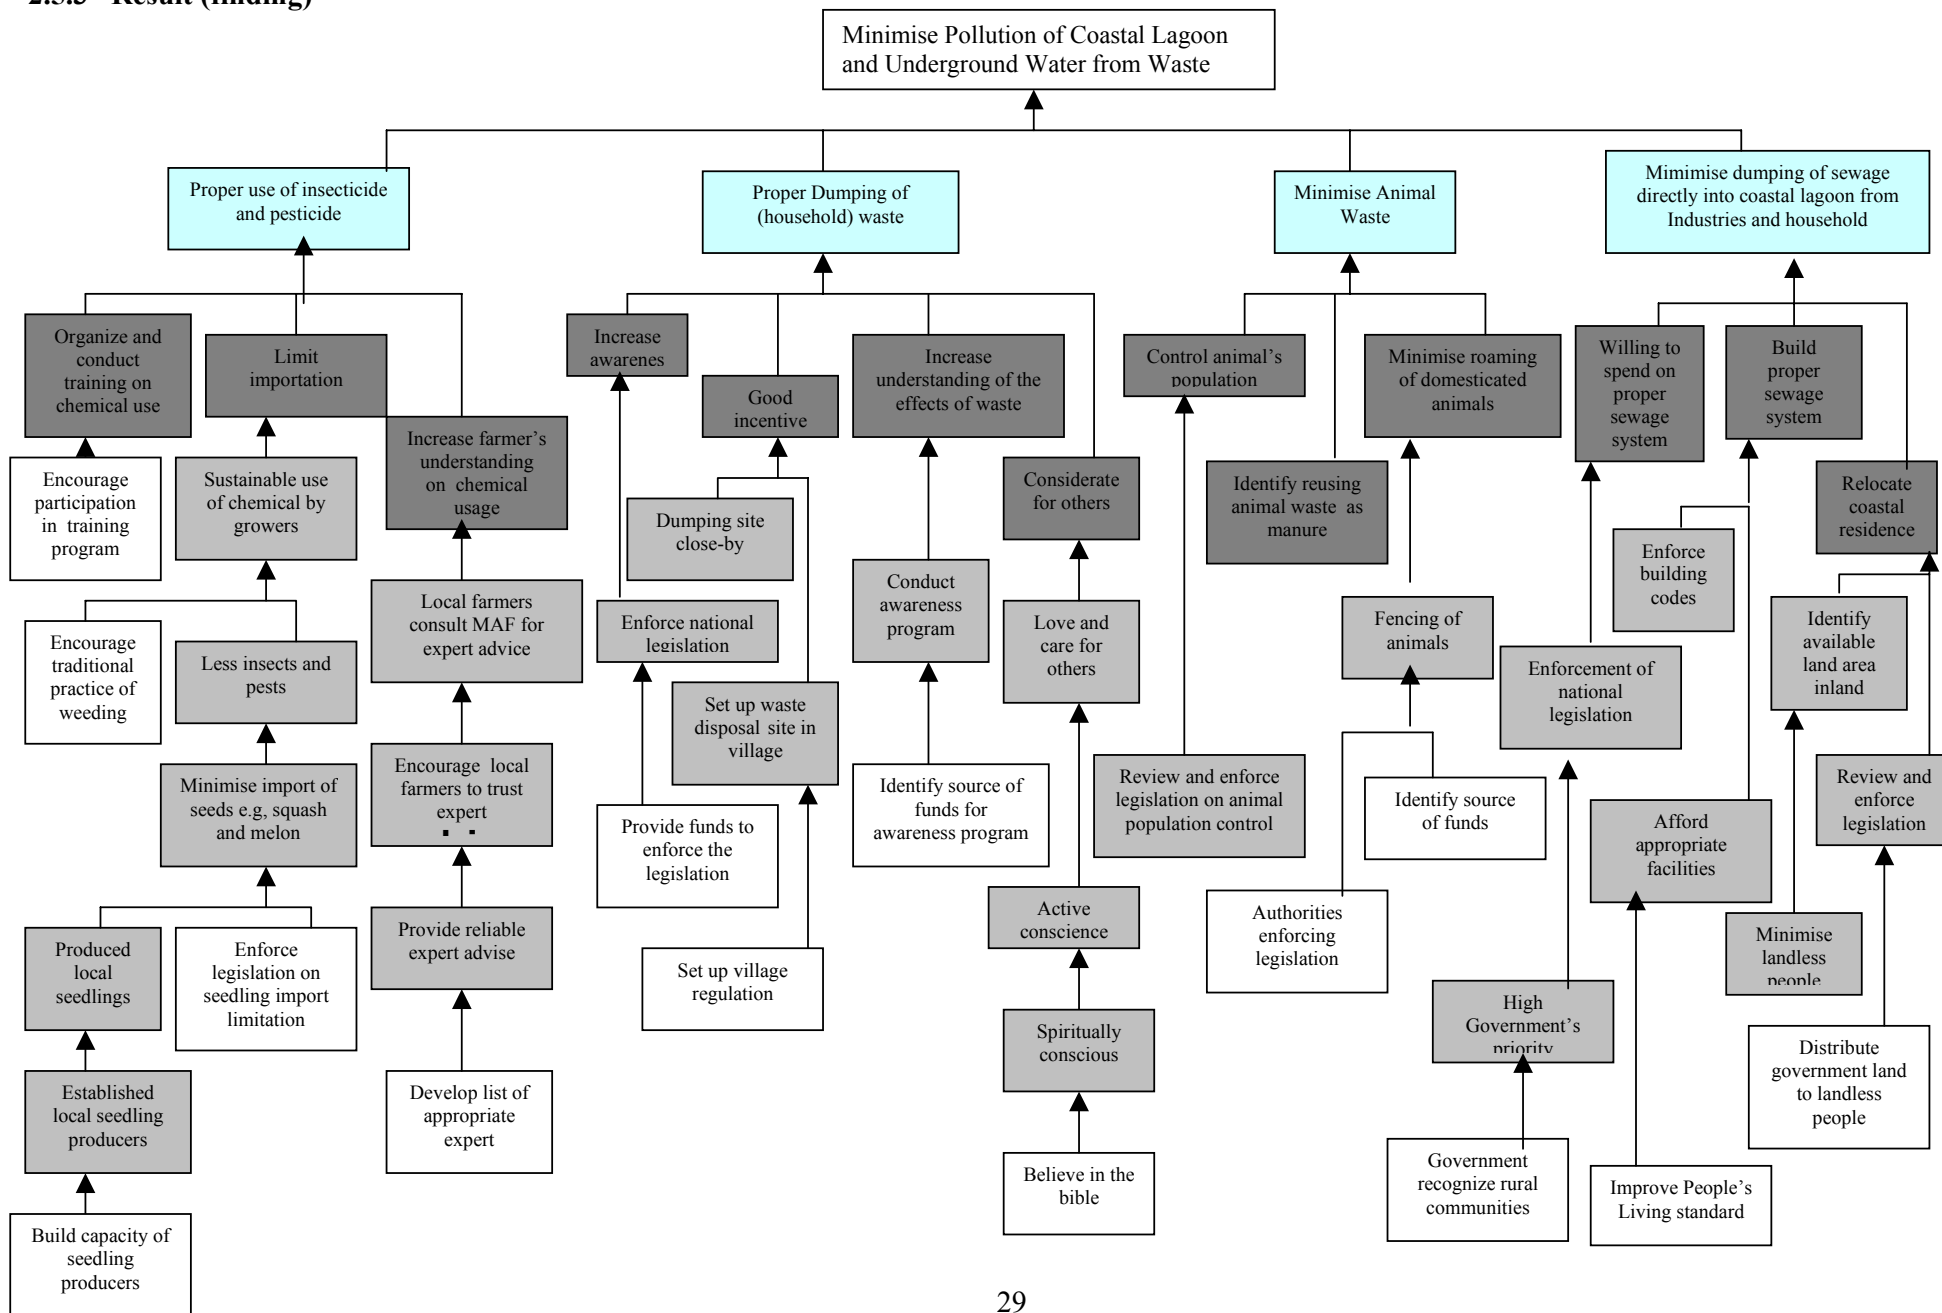 2.5.3 Result (finding)
Minimise Pollution of Coastal Lagoon
and Underground Water from Waste
Proper use of insecticide
and pesticide
Proper Dumping of
(household) waste
Minimise Animal
Waste
Mimimise dumping of sewage
directly into coastal lagoon from
Industries and household
Organize and
conduct
training on
chemical use
Limit
importation
Increase farmer's
understanding
on chemical
usage
Increase
awarenes
Good
incentive
Increase
understanding of the
effects of waste
Considerate
for others
Control animal's
population
Identify reusing
animal waste as
manure
Minimise roaming
of domesticated
animals
Willing to
spend on
proper
sewage
system
Build
proper
sewage
system
Relocate
coastal
residence
Encourage
participation
in training
program
Sustainable use
of chemical by
growers
Dumping site
close-by
Conduct
awareness
program
Love and
care for
others
Fencing of
animals
Enforce
building
codes
Identify
available
land area
inland
Local farmers
consult MAF for
expert advice
Enforce national
legislation
Encourage
traditional
practice of
weeding
Less insects and
pests
Set up waste
disposal site in
village
Enforcement of
national
legislation
Minimise import of
seeds e.g, squash
and melon
Encourage local
farmers to trust
expert
Provide funds to
enforce the
legislation
Identify source of
funds for
awareness program
Review and enforce
legislation on animal
population control
Identify source
of funds
Afford
appropriate
facilities
Review and
enforce
legislation
Produced
local
seedlings
Enforce
legislation on
seedling import
limitation
Provide reliable
expert advise
Set up village
regulation
Active
conscience
Authorities
enforcing
legislation
High
Government's
priority
Minimise
landless
people
Established
local seedling
producers
Develop list of
appropriate
expert
Spiritually
conscious
Distribute
government land
to landless
people
Believe in the
bible
Government
recognize rural
communities
Improve People's
Living standard
Build capacity of
seedling
producers
29